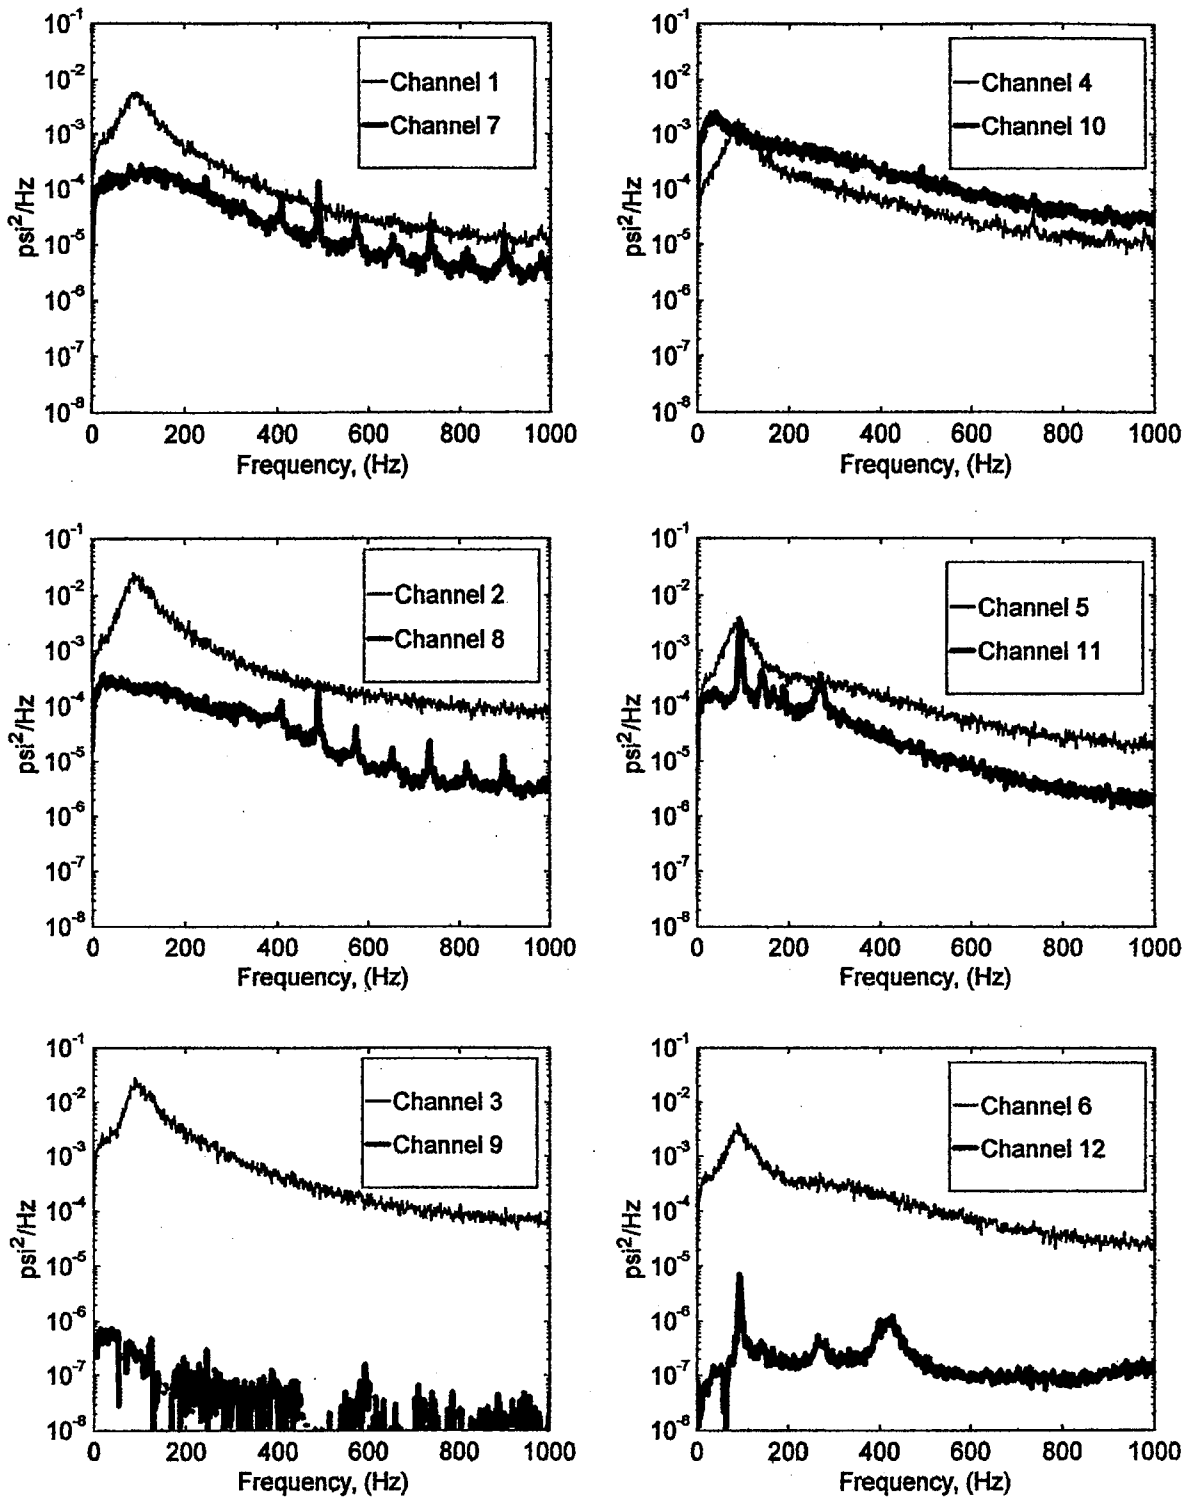 10^-1
10^-2
10^-3
10^-4
10^-5
10^-6
10^-7
10^-8
psi^2/Hz
Channel 1
Channel 7
0 200 400 600 800 1000
Frequency, (Hz)
10^-1
10^-2
10^-3
10^-4
10^-5
10^-6
10^-7
10^-8
psi^2/Hz
Channel 4
Channel 10
0 200 400 600 800 1000
Frequency, (Hz)
10^-1
10^-2
10^-3
10^-4
10^-5
10^-6
10^-7
10^-8
psi^2/Hz
Channel 2
Channel 8
0 200 400 600 800 1000
Frequency, (Hz)
10^-1
10^-2
10^-3
10^-4
10^-5
10^-6
10^-7
10^-8
psi^2/Hz
Channel 5
Channel 11
0 200 400 600 800 1000
Frequency, (Hz)
10^-1
10^-2
10^-3
10^-4
10^-5
10^-6
10^-7
10^-8
psi^2/Hz
Channel 3
Channel 9
0 200 400 600 800 1000
Frequency, (Hz)
10^-1
10^-2
10^-3
10^-4
10^-5
10^-6
10^-7
10^-8
psi^2/Hz
Channel 6
Channel 12
0 200 400 600 800 1000
Frequency, (Hz)